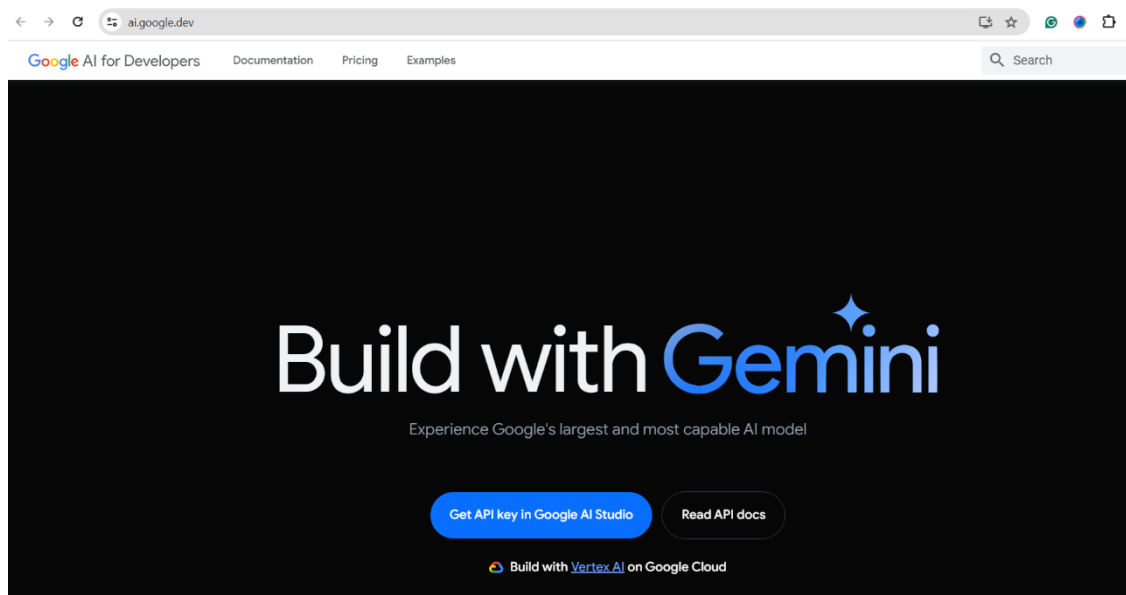 ai.google.dev
Google AI for Developers Documentation Pricing Examples Search
Build with Gemini
Experience Google's largest and most capable AI model
Get API key in Google AI Studio Read API docs
Build with Vertex AI on Google Cloud